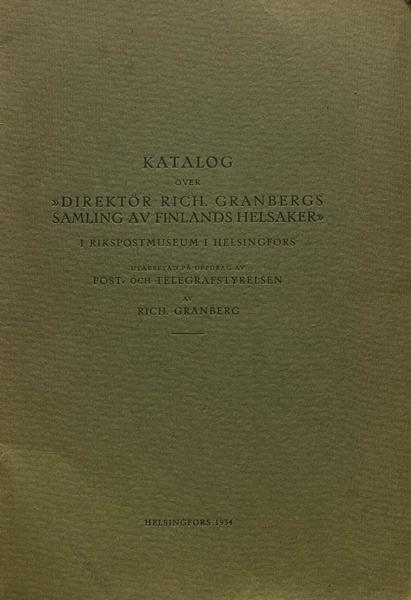 KATALOG
ÖVER
»DIREKTÖR RICH. GRANBERGS
SAMLING AV FINLANDS HELSAKER»
I RIKSPOSTMUSEUM I HELSINGFORS
UTARBETAD PÅ UPPDRAG AV
POST- OCH TELEGRAFSTYRELSEN
AV
RICH. GRANBERG
HELSINGFORS 1934